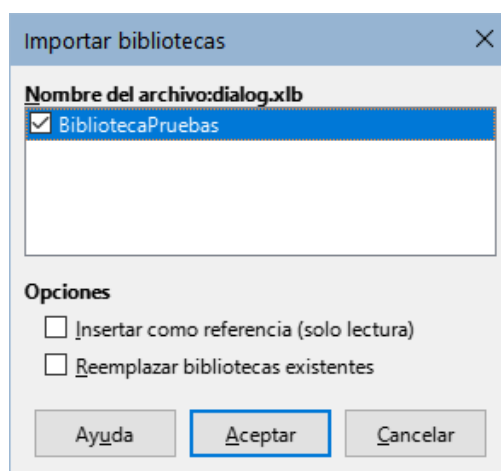 Importar bibliotecas
Nombre del archivo:dialog.xlb
BibliotecaPruebas
Opciones
Insertar como referencia (solo lectura)
Reemplazar bibliotecas existentes
Ayuda Aceptar Cancelar